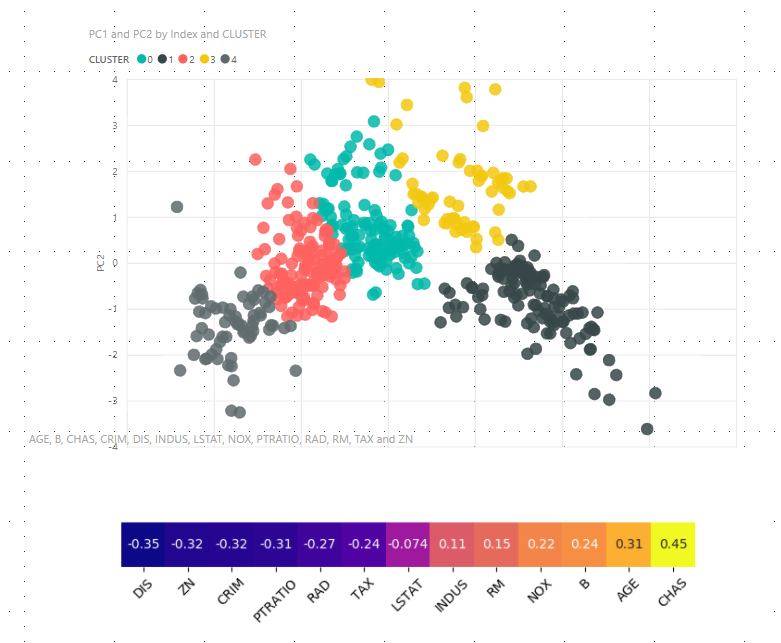 PC1 and PC2 by Index and CLUSTER
CLUSTER 0 1 2 3 4
4
3
2
1
0
-1
-2
-3
-4
PC2
AGE, B, CHAS, CRIM, DIS, INDUS, LSTAT, NOX, PTRATIO, RAD, RM, TAX and ZN
-0.35 -0.32 -0.32 -0.31 -0.27 -0.24 -0.074 0.11 0.15 0.22 0.24 0.31 0.45
DIS ZN CRIM PTRATIO RAD TAX LSTAT INDUS RM NOX B AGE CHAS